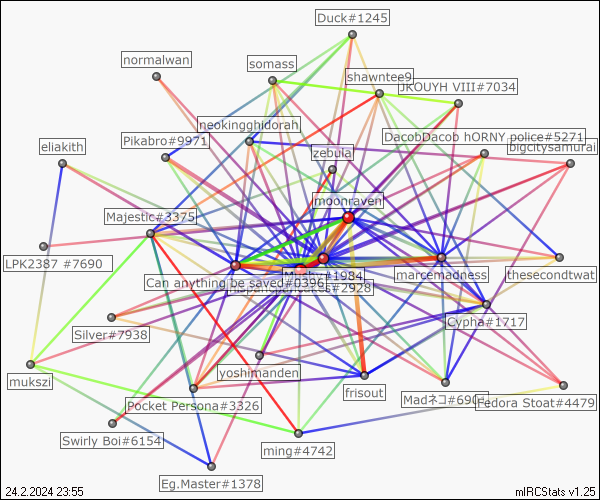 Duck#1245
normalwan
somass
shawntee9
JKOUYH VIII#7034
neokingghidorah
DacobDacob hORNY police#5271
eliakith
Pikabro#9971
zebula
bigcitysamurai
moonraven
Majestic#3375
LPK2387 #7690
Can anything be saved#0396
#1984
marcemadness
thesecondtwat
#2928
Cypha#1717
Silver#7938
mukszi
yoshimanden
frisout
Pocket Persona#3326
Madネコ#690
Fedora Stoat#4479
Swirly Boi#6154
ming#4742
Eg.Master#1378
24.2.2024 23:55
mIRCStats v1.25